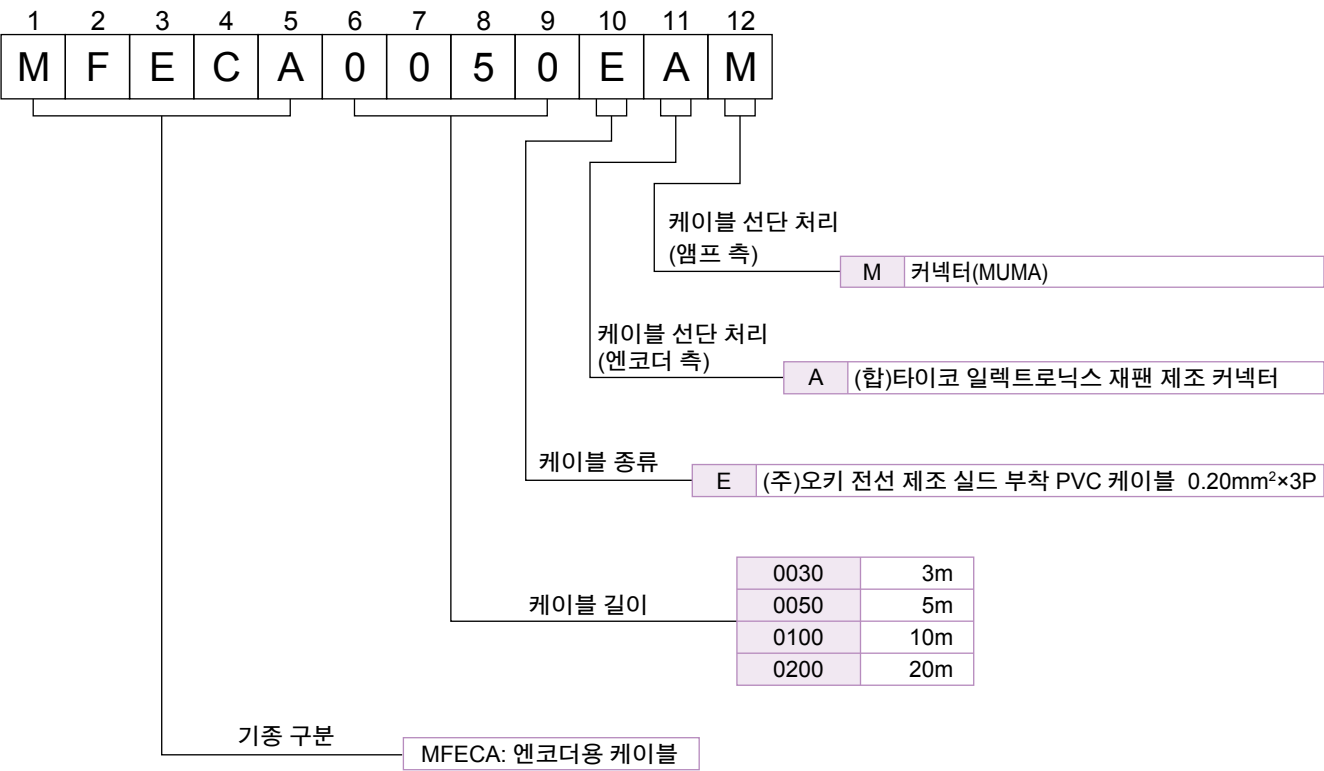 1 2 3 4 5 6 7 8 9 10 11 12
M F E C A 0 0 5 0 E A M
케이블 선단 처리
(앰프 측)
M 커넥터(MUMA)
케이블 선단 처리
(엔코더 측)
A (합)타이코 일렉트로닉스 재팬 제조 커넥터
케이블 종류
E (주)오키 전선 제조 실드 부착 PVC 케이블 0.20mm²×3P
케이블 길이
0030 3m
0050 5m
0100 10m
0200 20m
기종 구분
MFECA: 엔코더용 케이블